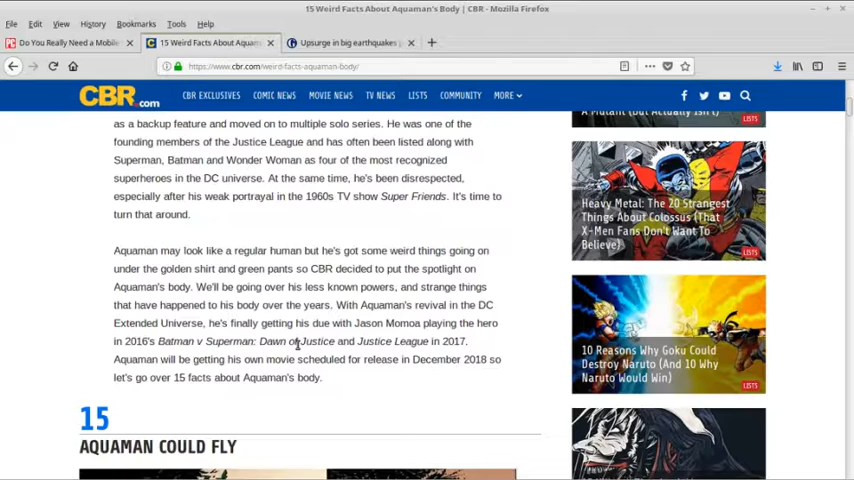 15 Weird Facts About Aquaman's Body | CBR - Mozilla Firefox
File Edit View History Bookmarks Tools Help
Do You Really Need a Mobile
15 Weird Facts About Aquam
Upsurge in big earthquakes
https://www.cbr.com/weird-facts-aquaman-body/
CBR.com
CBR EXCLUSIVES COMIC NEWS MOVIE NEWS TV NEWS LISTS COMMUNITY MORE
as a backup feature and moved on to multiple solo series. He was one of the
founding members of the Justice League and has often been listed along with
Superman, Batman and Wonder Woman as four of the most recognized
superheroes in the DC universe. At the same time, he's been disrespected,
especially after his weak portrayal in the 1960s TV show Super Friends. It's time to
turn that around.
Aquaman may look like a regular human but he's got some weird things going on
under the golden shirt and green pants so CBR decided to put the spotlight on
Aquaman's body. We'll be going over his less known powers, and strange things
that have happened to his body over the years. With Aquaman's revival in the DC
Extended Universe, he's finally getting his due with Jason Momoa playing the hero
in 2016's Batman v Superman: Dawn of Justice and Justice League in 2017.
Aquaman will be getting his own movie scheduled for release in December 2018 so
let's go over 15 facts about Aquaman's body.
15
AQUAMAN COULD FLY
A Mutant (But Actually Isn't)
LISTS
Heavy Metal: The 20 Strangest
Things About Colossus (That
X-Men Fans Don't Want To
Believe)
LISTS
10 Reasons Why Goku Could
Destroy Naruto (And 10 Why
Naruto Would Win)
LISTS